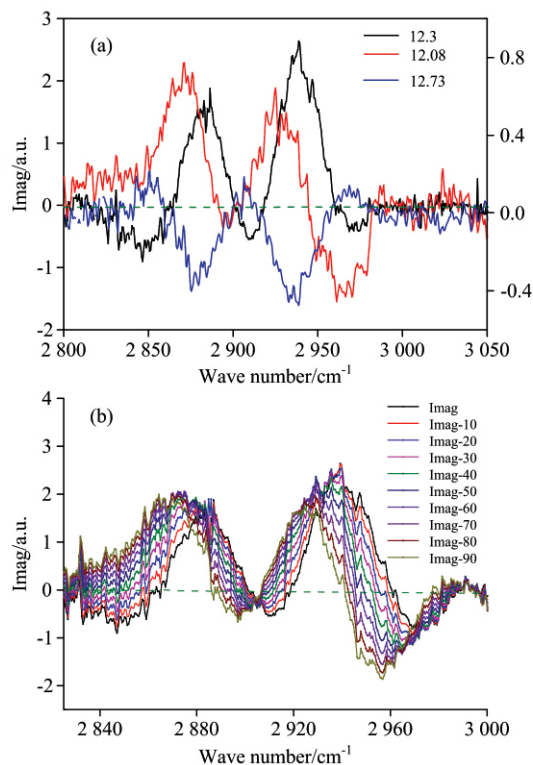 (a)
12.3
12.08
12.73
3
2
1
0
-1
-2
0.8
0.4
0.0
-0.4
Imag/a.u.
2 800
2 850
2 900
2 950
3 000
3 050
Wave number/cm-1
(b)
Imag
Imag-10
Imag-20
Imag-30
Imag-40
Imag-50
Imag-60
Imag-70
Imag-80
Imag-90
4
3
2
1
0
-1
-2
Imag/a.u.
2 840
2 880
2 920
2 960
3 000
Wave number/cm-1